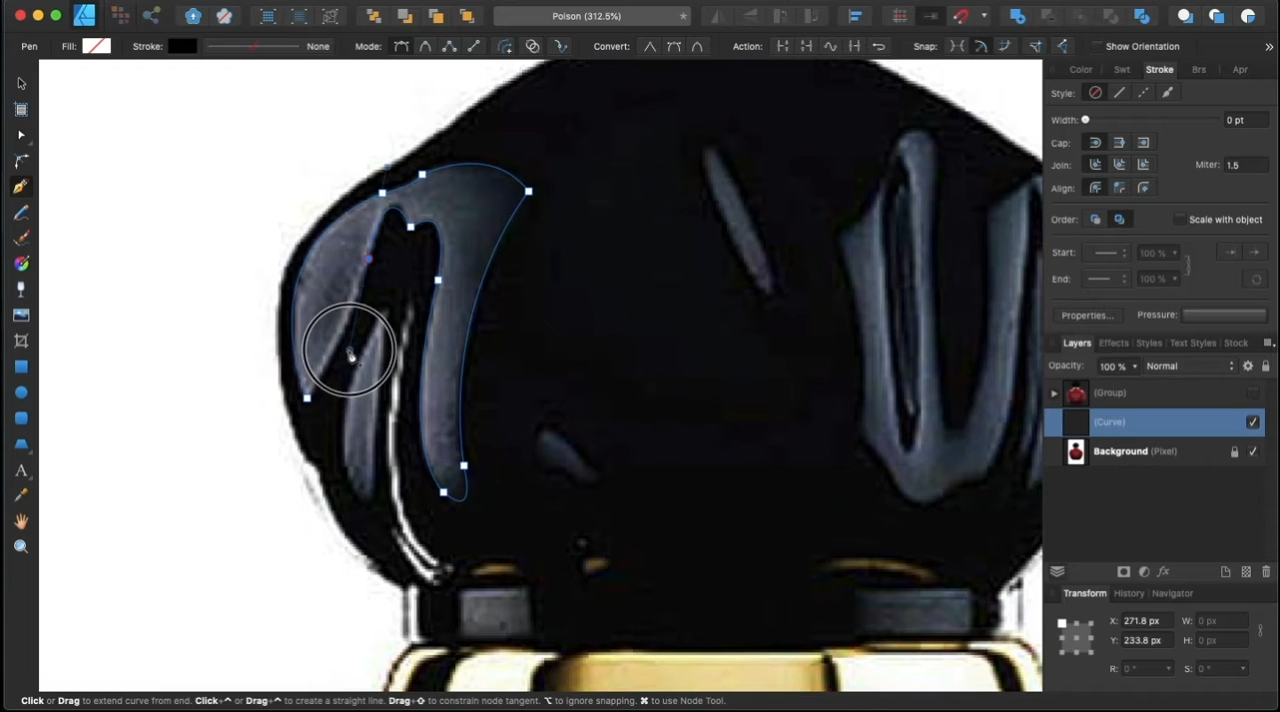 Poison (312.5%)
Pen Fill: Stroke: None Mode: Convert: Action: Snap: Show Orientation
Color Swt Stroke Brs Apr
Style:
Width: 0 pt
Cap:
Join: Miter: 1.5
Align:
Order: Scale with object
Start: 100 %
End: 100 %
Properties... Pressure:
Layers Effects Styles Text Styles Stock
Opacity: 100 % Normal
(Group)
(Curve)
Background (Pixel)
Transform History Navigator
X: 271.8 px W: 0 px
Y: 233.8 px H: 0 px
R: 0 ° S: 0 °
Click or Drag to extend curve from end. Click+^ or Drag+^ to create a straight line. Drag+⇧ to constrain node tangent. ⌥ to ignore snapping. ⌘ to use Node Tool.